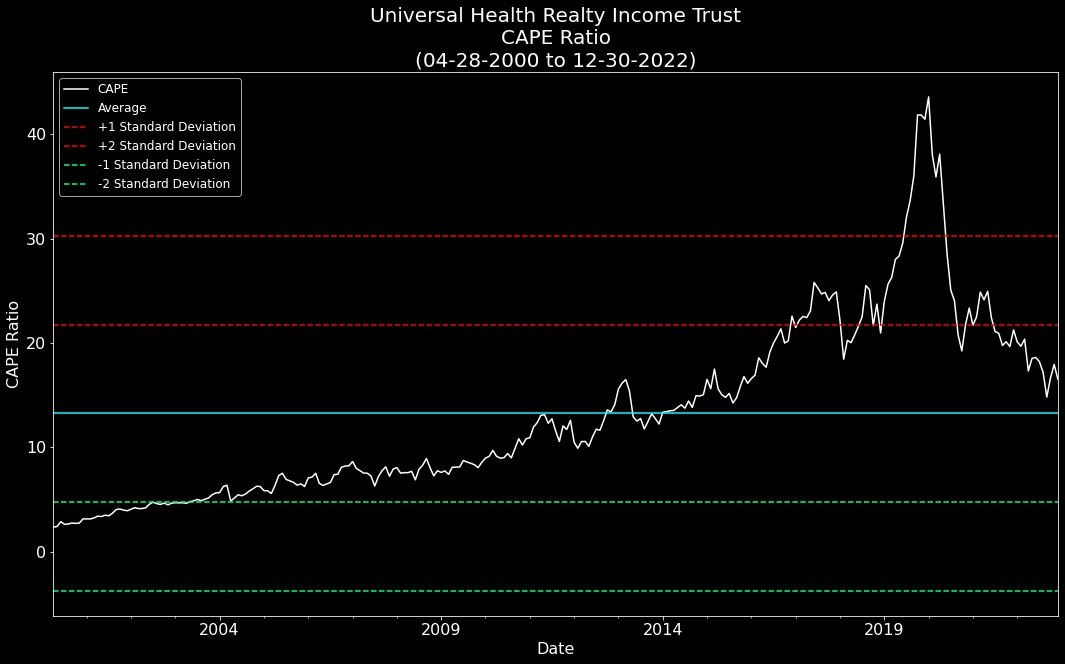 Universal Health Realty Income Trust
CAPE Ratio
(04-28-2000 to 12-30-2022)
CAPE
Average
+1 Standard Deviation
+2 Standard Deviation
-1 Standard Deviation
-2 Standard Deviation
CAPE Ratio
40
30
20
10
0
2004
2009
2014
2019
Date